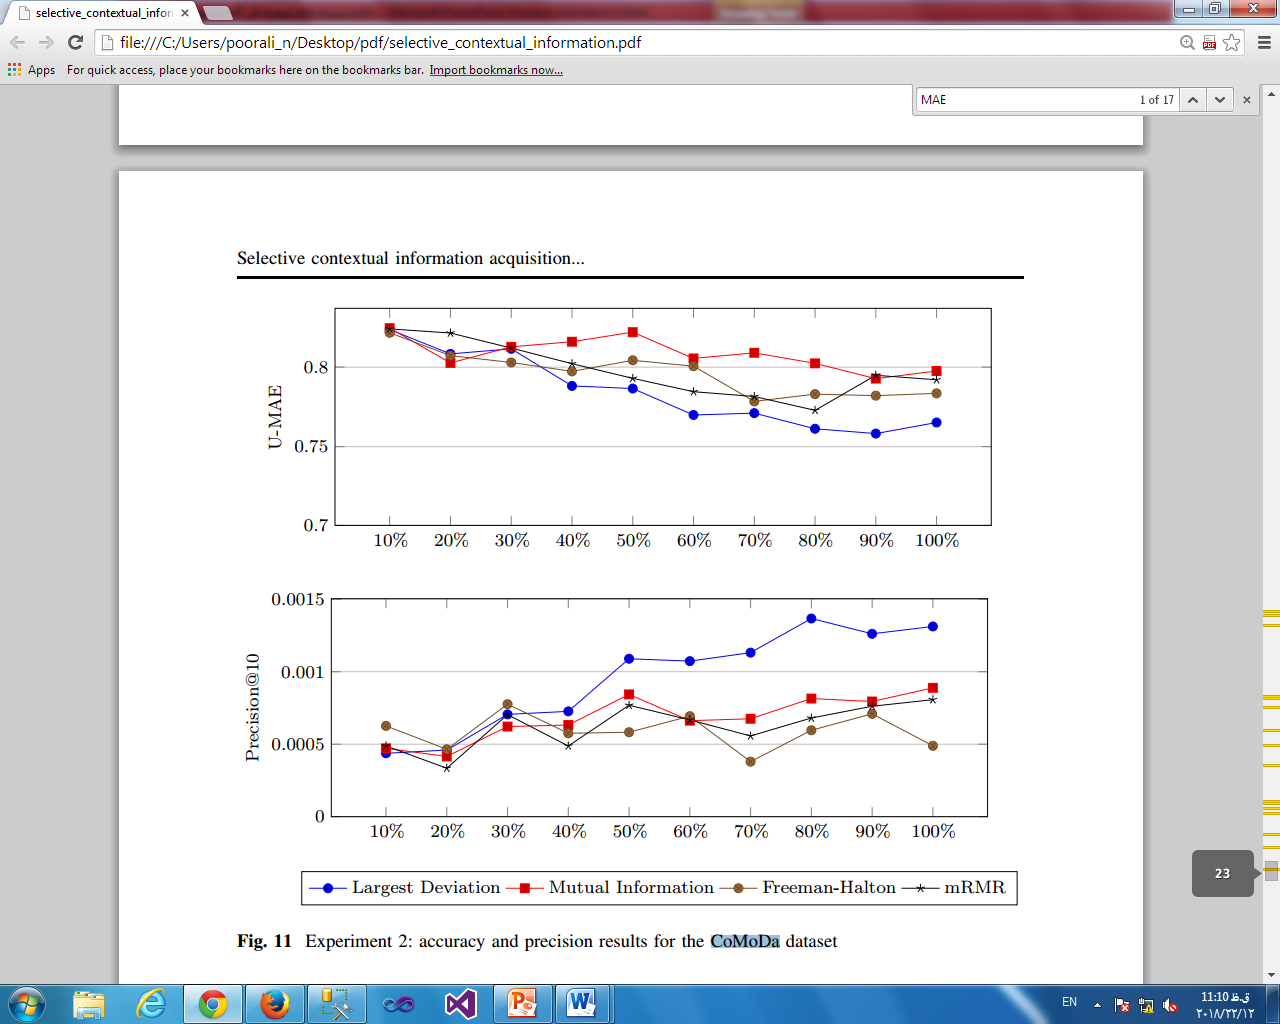 selective_contextual_infor
file:///C:/Users/poorali_n/Desktop/pdf/selective_contextual_information.pdf
Apps For quick access, place your bookmarks here on the bookmarks bar. Import bookmarks now...
MAE 1 of 17
Selective contextual information acquisition...
0.8
0.75
0.7
U-MAE
10% 20% 30% 40% 50% 60% 70% 80% 90% 100%
0.0015
0.001
0.0005
0
Precision@10
10% 20% 30% 40% 50% 60% 70% 80% 90% 100%
Largest Deviation Mutual Information Freeman-Halton mRMR
23
Fig. 11 Experiment 2: accuracy and precision results for the CoMoDa dataset
EN
11:10 ق.ظ
۲۰۱۸/۲۲/۱۲